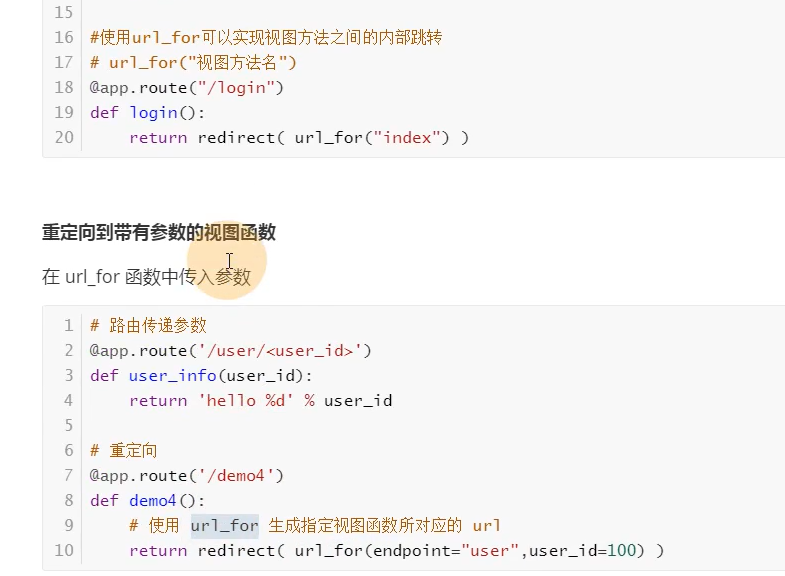 15
16 #使用url_for可以实现视图方法之间的内部跳转
17 # url_for("视图方法名")
18 @app.route("/login")
19 def login():
20     return redirect( url_for("index") )
重定向到带有参数的视图函数
在 url_for 函数中传入参数
1 # 路由传递参数
2 @app.route('/user/<user_id>')
3 def user_info(user_id):
4     return 'hello %d' % user_id
5
6 # 重定向
7 @app.route('/demo4')
8 def demo4():
9     # 使用 url_for 生成指定视图函数所对应的 url
10     return redirect( url_for(endpoint="user",user_id=100) )